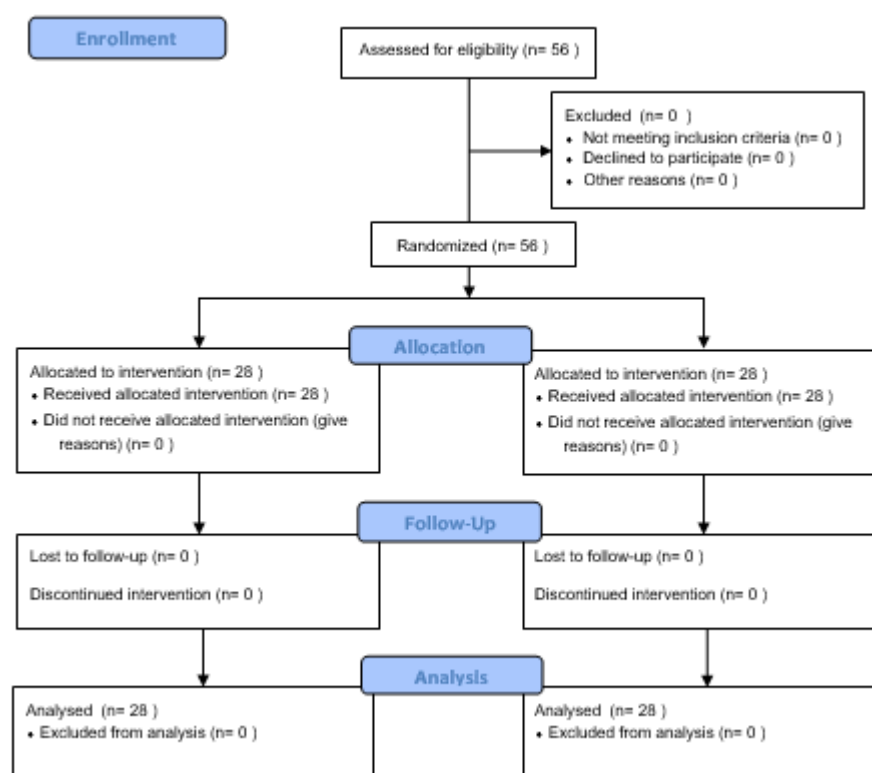 Enrollment
Assessed for eligibility (n= 56 )
Excluded (n= 0 )
♦ Not meeting inclusion criteria (n= 0 )
♦ Declined to participate (n= 0 )
♦ Other reasons (n= 0 )
Randomized (n= 56 )
Allocation
Allocated to intervention (n= 28 )
♦ Received allocated intervention (n= 28 )
♦ Did not receive allocated intervention (give
reasons) (n= 0 )
Allocated to intervention (n= 28 )
♦ Received allocated intervention (n= 28 )
♦ Did not receive allocated intervention (give
reasons) (n= 0 )
Follow-Up
Lost to follow-up (n= 0 )
Discontinued intervention (n= 0 )
Lost to follow-up (n= 0 )
Discontinued intervention (n= 0 )
Analysis
Analysed (n= 28 )
♦ Excluded from analysis (n= 0 )
Analysed (n= 28 )
♦ Excluded from analysis (n= 0 )